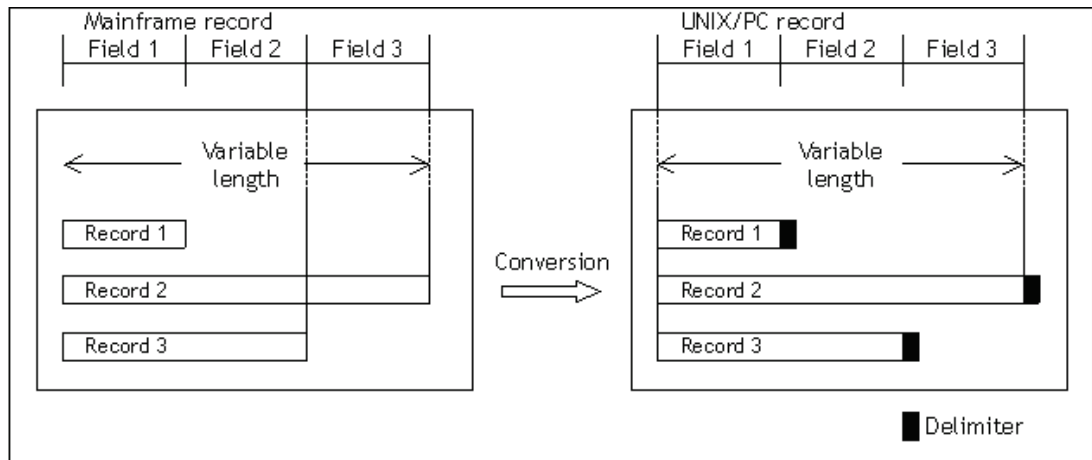 Mainframe record
Field 1 Field 2 Field 3
Variable
length
Record 1
Record 2
Record 3
Conversion
UNIX/PC record
Field 1 Field 2 Field 3
Variable
length
Record 1
Record 2
Record 3
Delimiter